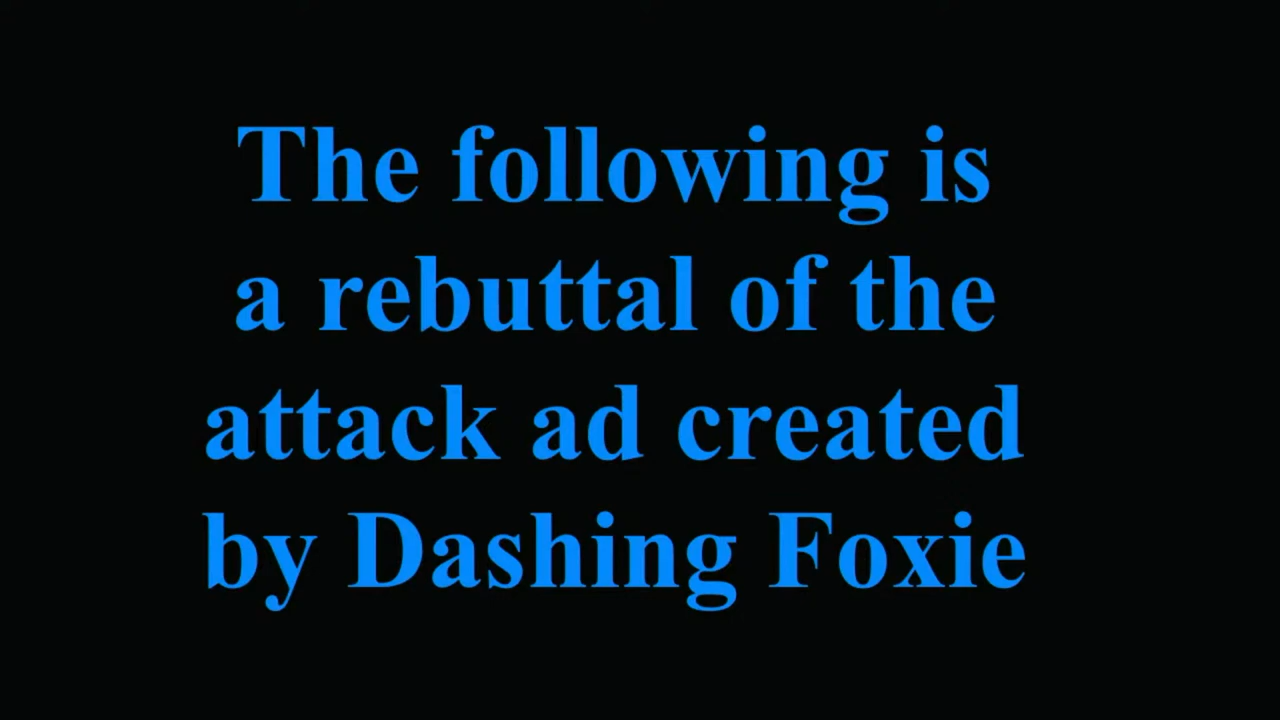 The following is
a rebuttal of the
attack ad created
by Dashing Foxie